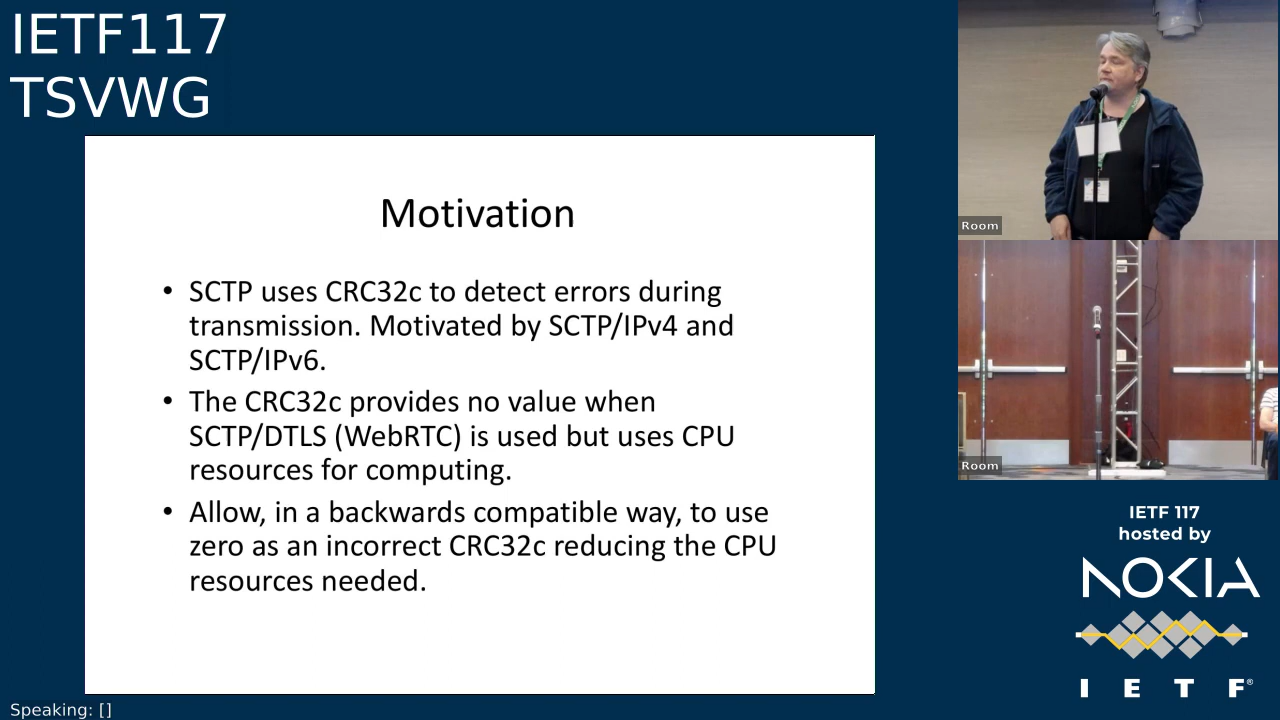 IETF117
TSVWG
Motivation
• SCTP uses CRC32c to detect errors during
transmission. Motivated by SCTP/IPv4 and
SCTP/IPv6.
• The CRC32c provides no value when
SCTP/DTLS (WebRTC) is used but uses CPU
resources for computing.
• Allow, in a backwards compatible way, to use
zero as an incorrect CRC32c reducing the CPU
resources needed.
Room
Room
IETF 117
hosted by
NOKIA
I E T F®
Speaking: []